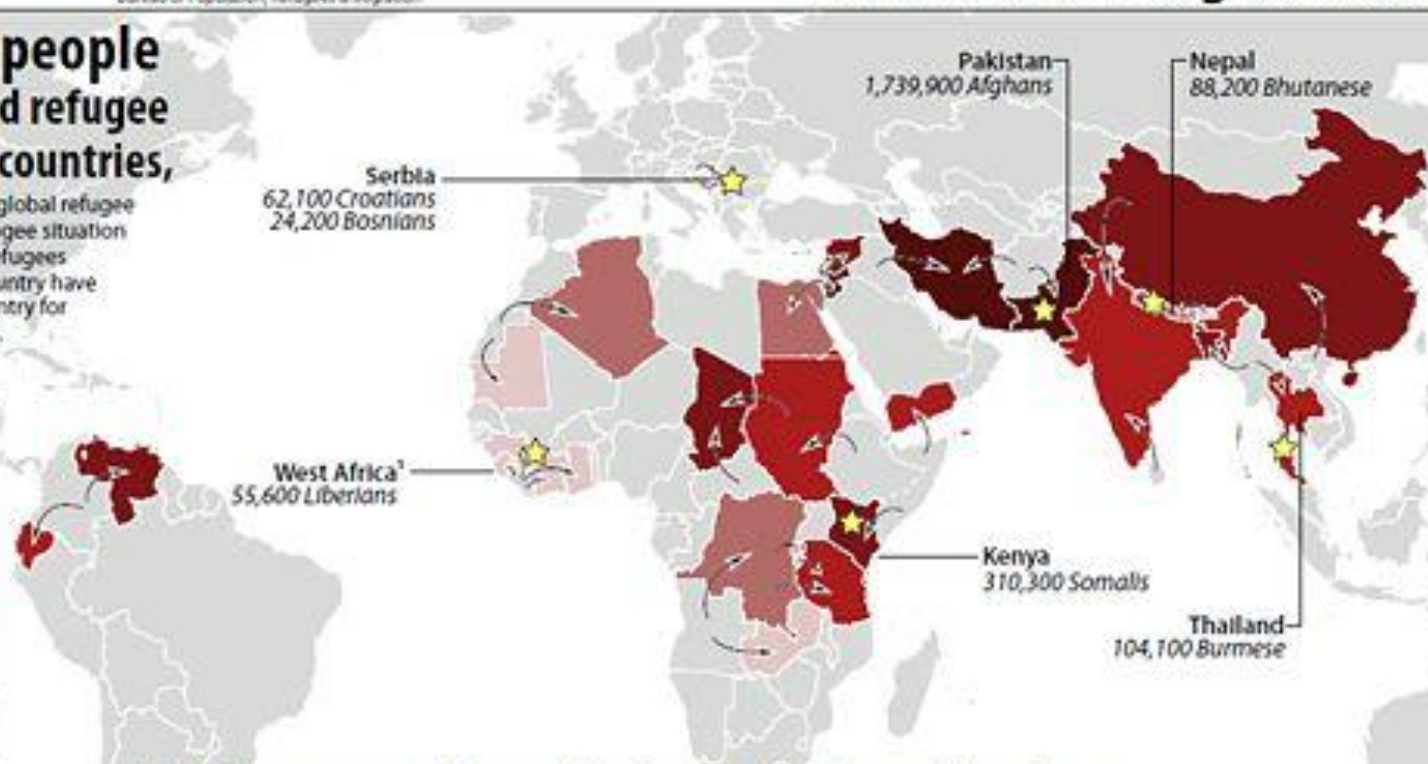 people
d refugee
countries,
global refugee
gee situation
efugees
untry have
ntry for
Pakistan
1,739,900 Afghans
Nepal
88,200 Bhutanese
Serbia
62,100 Croatians
24,200 Bosnians
West Africa
55,600 Liberians
Kenya
310,300 Somalis
Thailand
104,100 Burmese